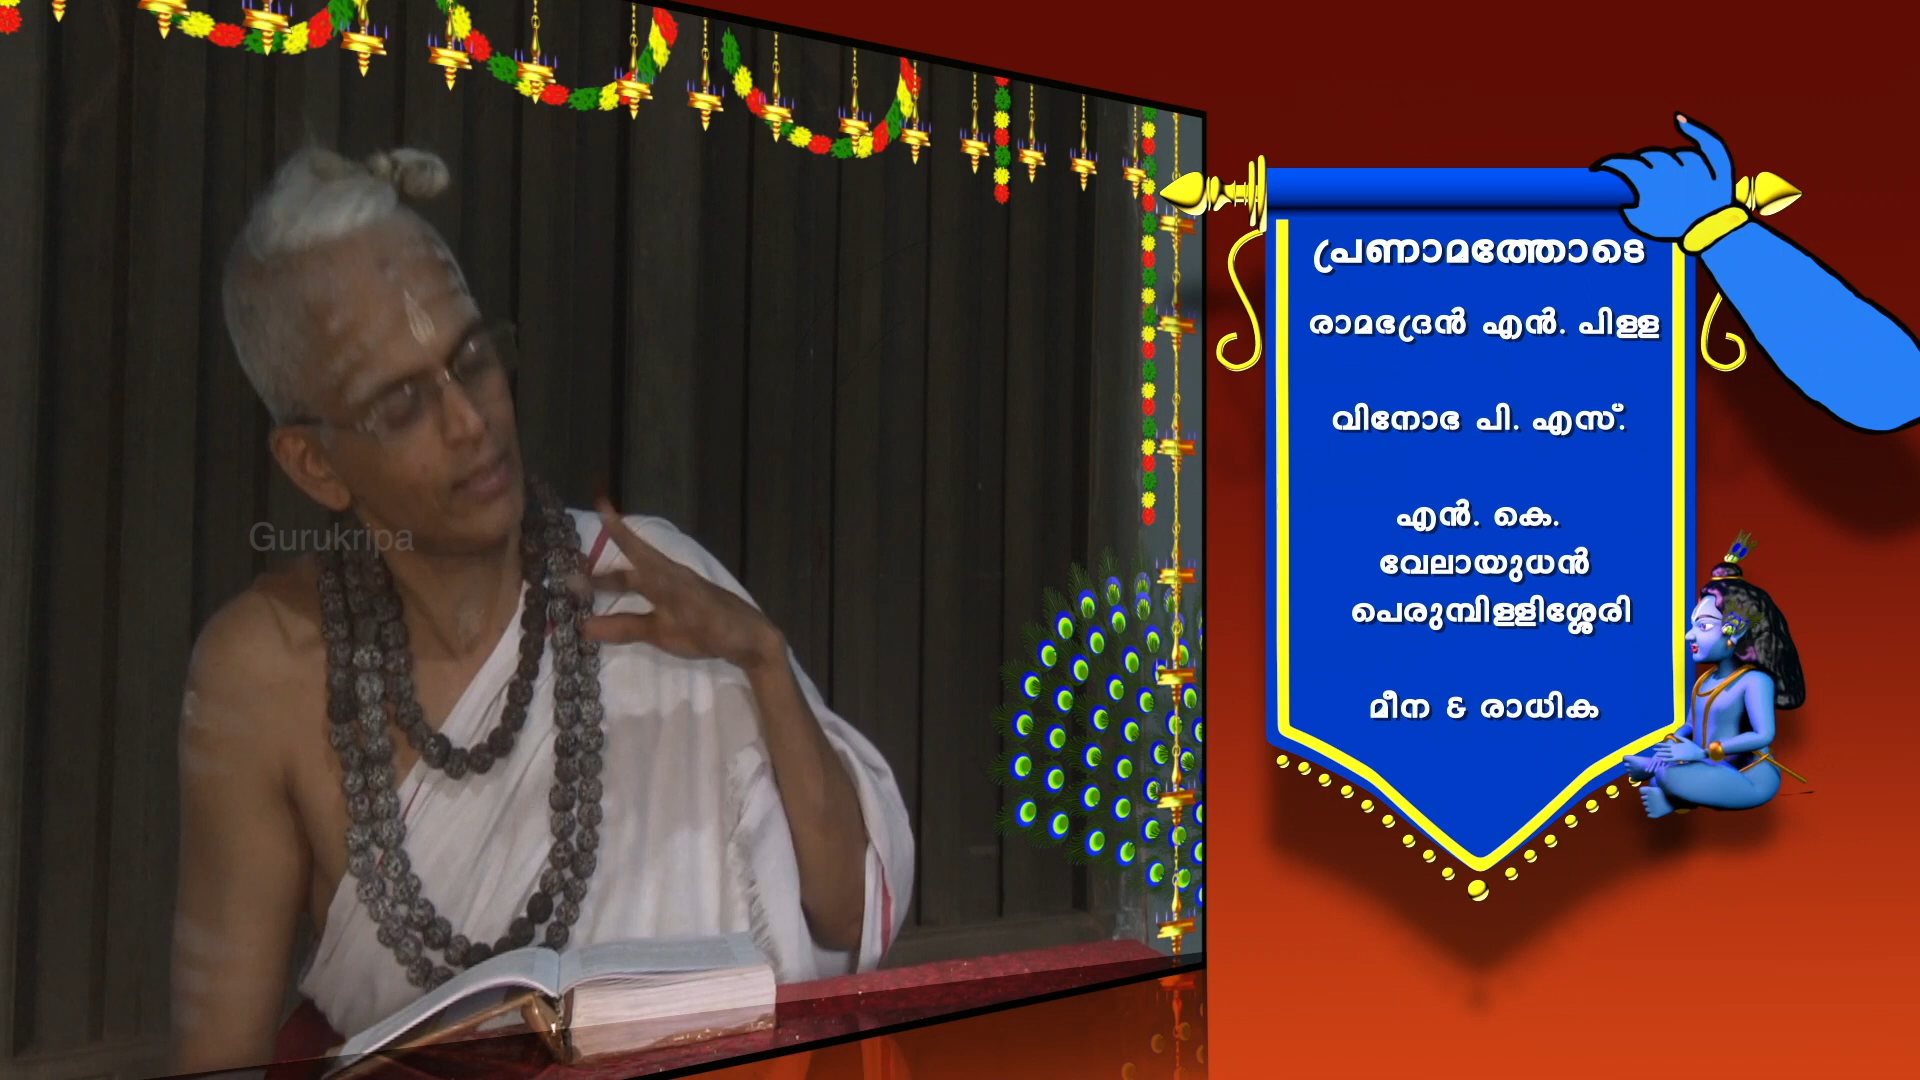 Gurukripa
പ്രണാമത്തോടെ
രാമഭദ്രൻ എൻ. പിള്ള
വിനോഭ പി. എസ്.
എൻ. കെ.
വേലായുധൻ
പെരുമ്പിള്ളിശ്ശേരി
മീന & രാധിക